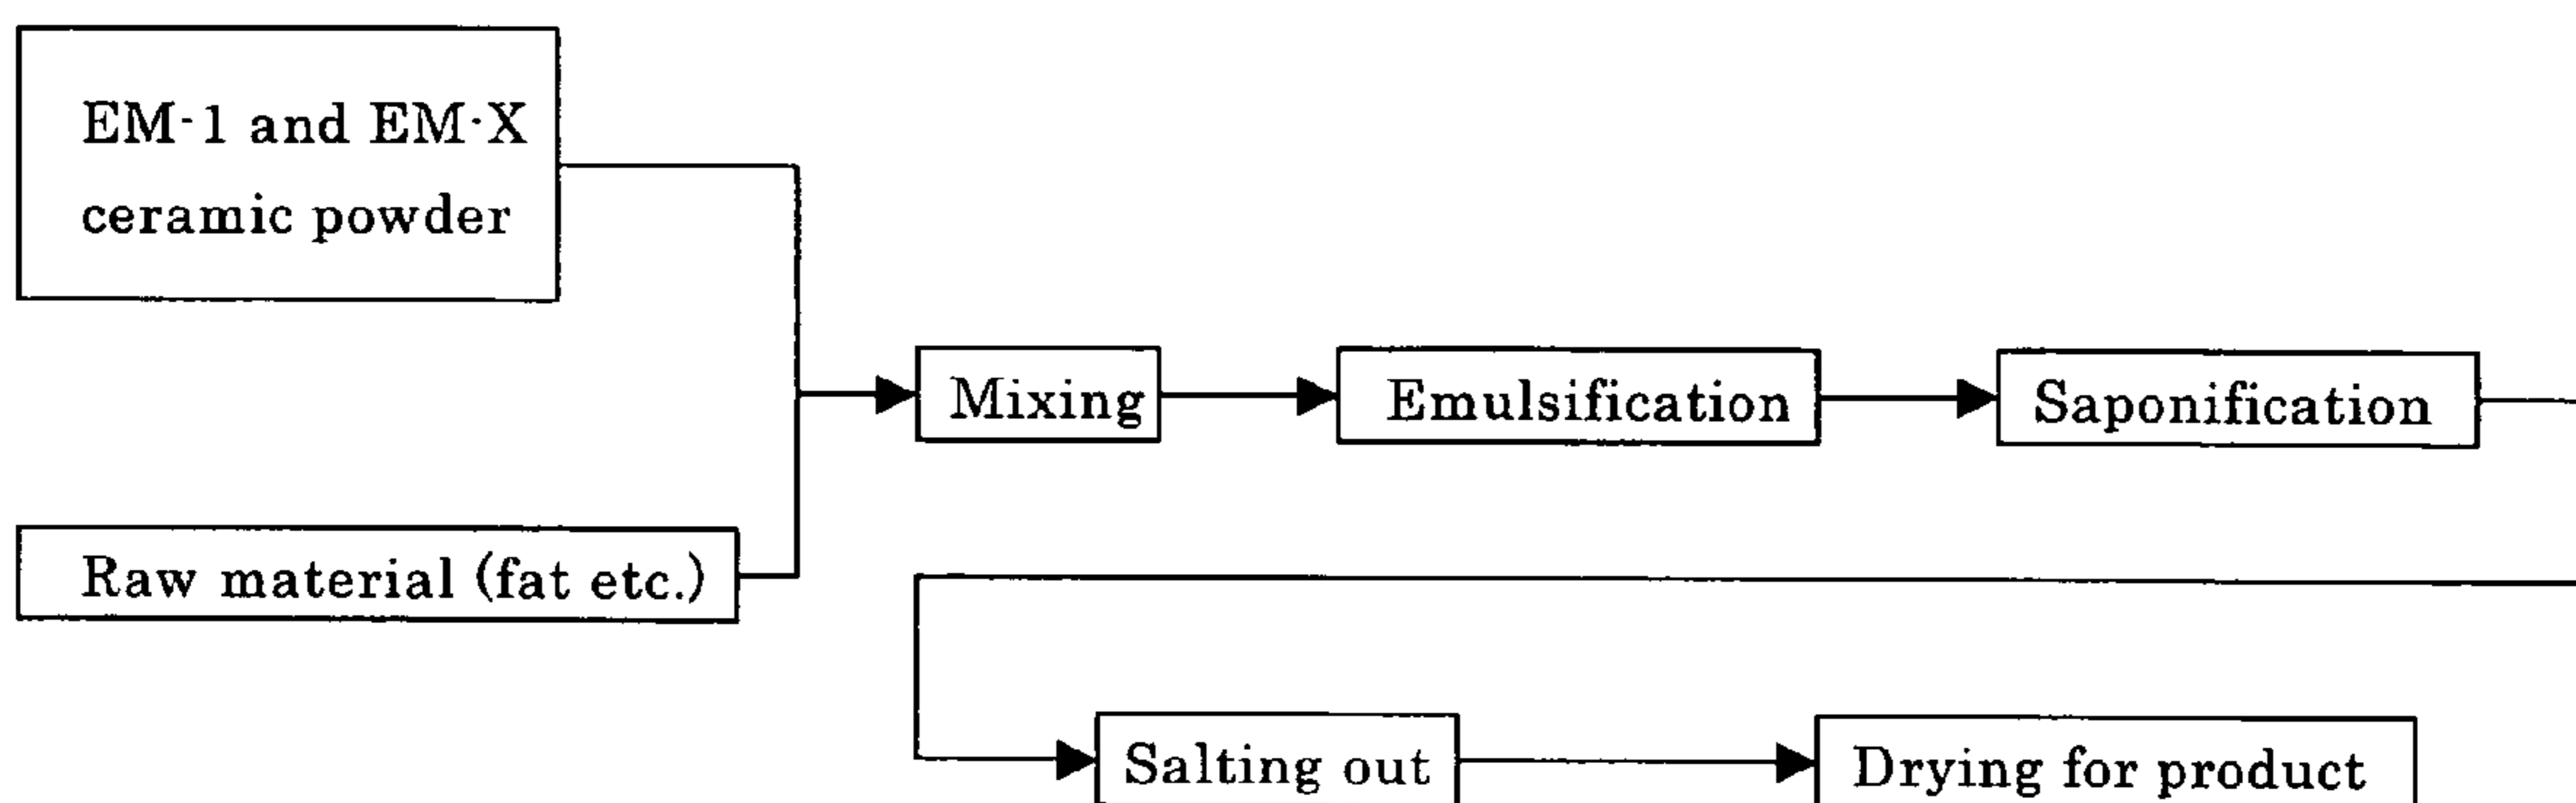 EM-1 and EM·X
ceramic powder
Mixing
Emulsification
Saponification
Raw material (fat etc.)
Salting out
Drying for product